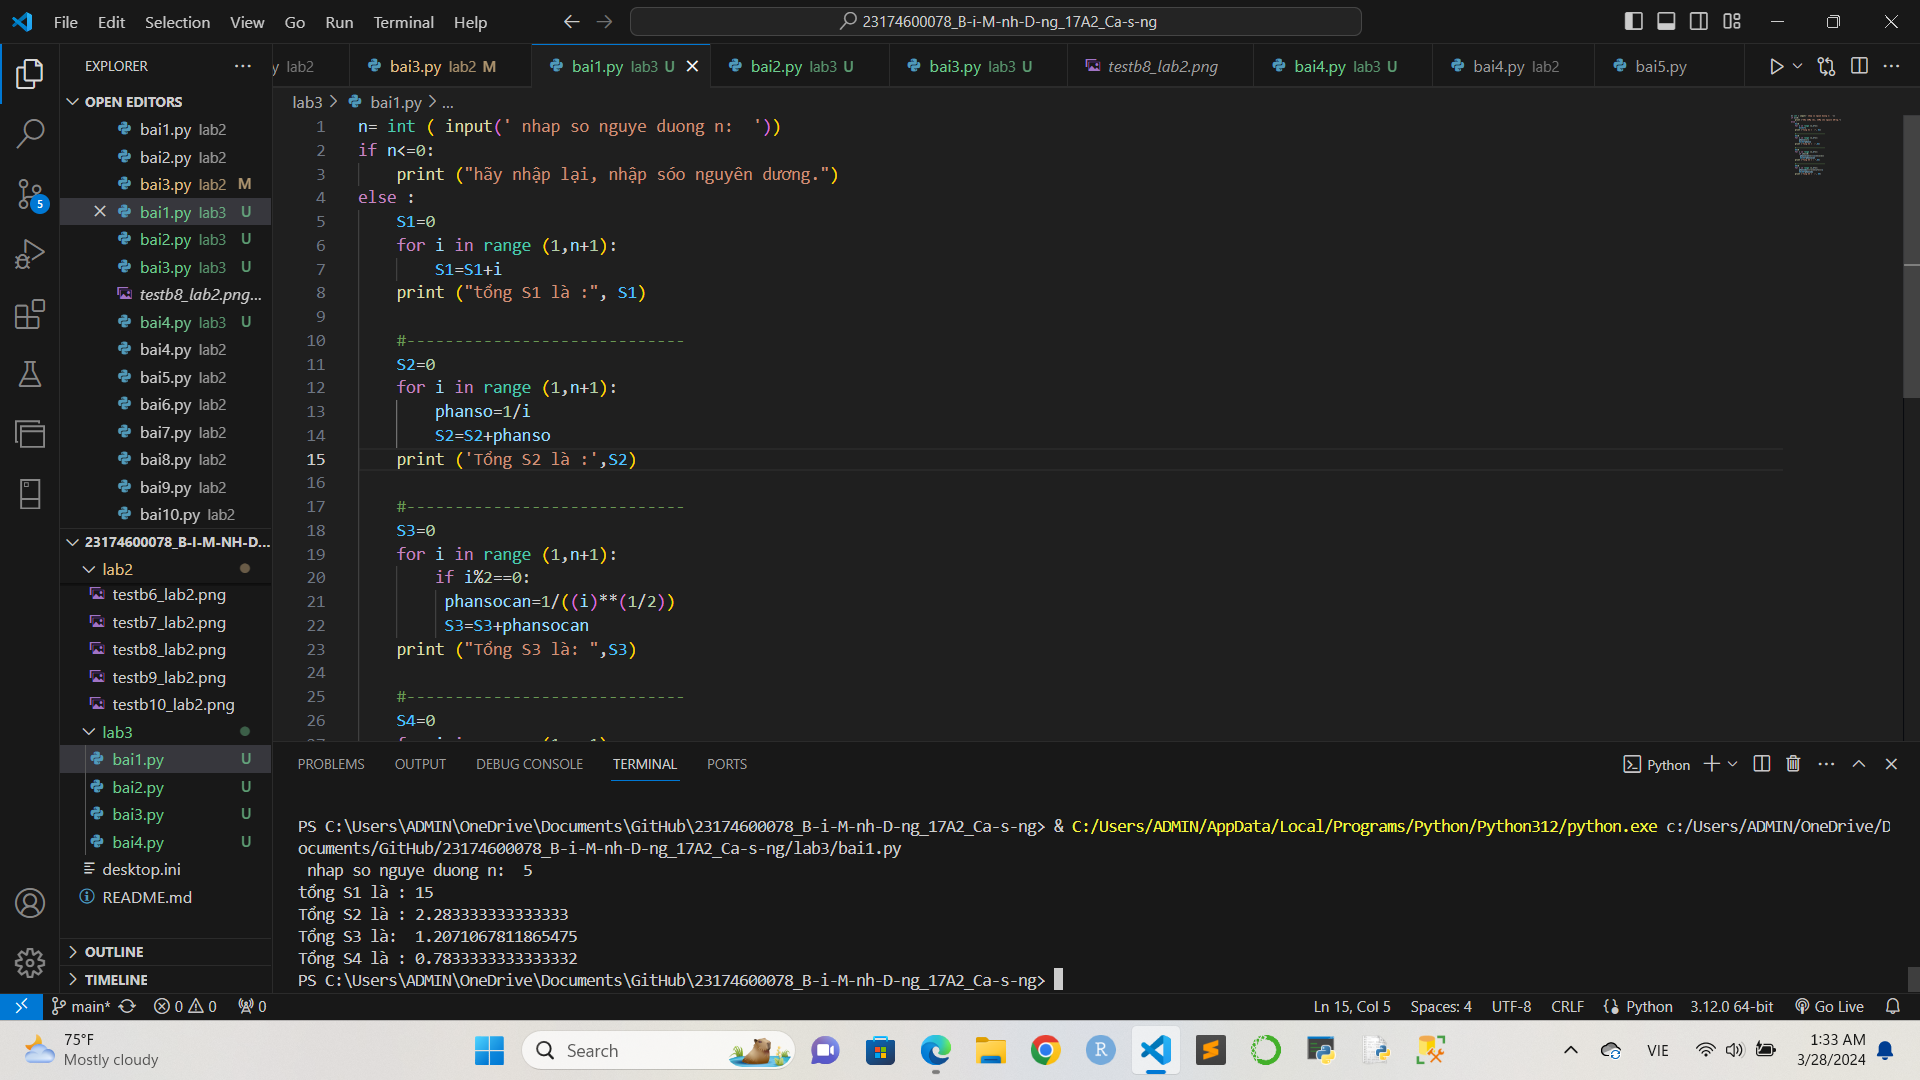 File Edit Selection View Go Run Terminal Help
23174600078_B-i-M-nh-D-ng_17A2_Ca-s-ng
EXPLORER
y lab2
bai3.py lab2 M
bai1.py lab3 U
bai2.py lab3 U
bai3.py lab3 U
testb8_lab2.png
bai4.py lab3 U
bai4.py lab2
bai5.py
OPEN EDITORS
bai1.py lab2
bai2.py lab2
bai3.py lab2 M
bai1.py lab3 U
bai2.py lab3 U
bai3.py lab3 U
testb8_lab2.png...
bai4.py lab3 U
bai4.py lab2
bai5.py lab2
bai6.py lab2
bai7.py lab2
bai8.py lab2
bai9.py lab2
bai10.py lab2
5
23174600078_B-I-M-NH-D...
lab2
testb6_lab2.png
testb7_lab2.png
testb8_lab2.png
testb9_lab2.png
testb10_lab2.png
lab3
bai1.py U
bai2.py U
bai3.py U
bai4.py U
desktop.ini
README.md
OUTLINE
TIMELINE
lab3 > bai1.py > ...
1 n= int ( input(' nhap so nguye duong n:  '))
2 if n<=0:
3 print ("hãy nhập lại, nhập sóo nguyên dương.")
4 else :
5 S1=0
6 for i in range (1,n+1):
7 S1=S1+i
8 print ("tổng S1 là :", S1)
9
10 #-----------------------------
11 S2=0
12 for i in range (1,n+1):
13 phanso=1/i
14 S2=S2+phanso
15 print ('Tổng S2 là :',S2)
16
17 #-----------------------------
18 S3=0
19 for i in range (1,n+1):
20 if i%2==0:
21 phansocan=1/((i)**(1/2))
22 S3=S3+phansocan
23 print ("Tổng S3 là: ",S3)
24
25 #-----------------------------
26 S4=0
PROBLEMS OUTPUT DEBUG CONSOLE TERMINAL PORTS
Python
PS C:\Users\ADMIN\OneDrive\Documents\GitHub\23174600078_B-i-M-nh-D-ng_17A2_Ca-s-ng> & C:/Users/ADMIN/AppData/Local/Programs/Python/Python312/python.exe c:/Users/ADMIN/OneDrive/D
ocuments/GitHub/23174600078_B-i-M-nh-D-ng_17A2_Ca-s-ng/lab3/bai1.py
nhap so nguye duong n:  5
tổng S1 là : 15
Tổng S2 là : 2.283333333333333
Tổng S3 là:  1.2071067811865475
Tổng S4 là : 0.7833333333333332
PS C:\Users\ADMIN\OneDrive\Documents\GitHub\23174600078_B-i-M-nh-D-ng_17A2_Ca-s-ng>
main* 0 0 0
Ln 15, Col 5 Spaces: 4 UTF-8 CRLF Python 3.12.0 64-bit Go Live
75°F
Mostly cloudy
Search
R
VIE
1:33 AM
3/28/2024